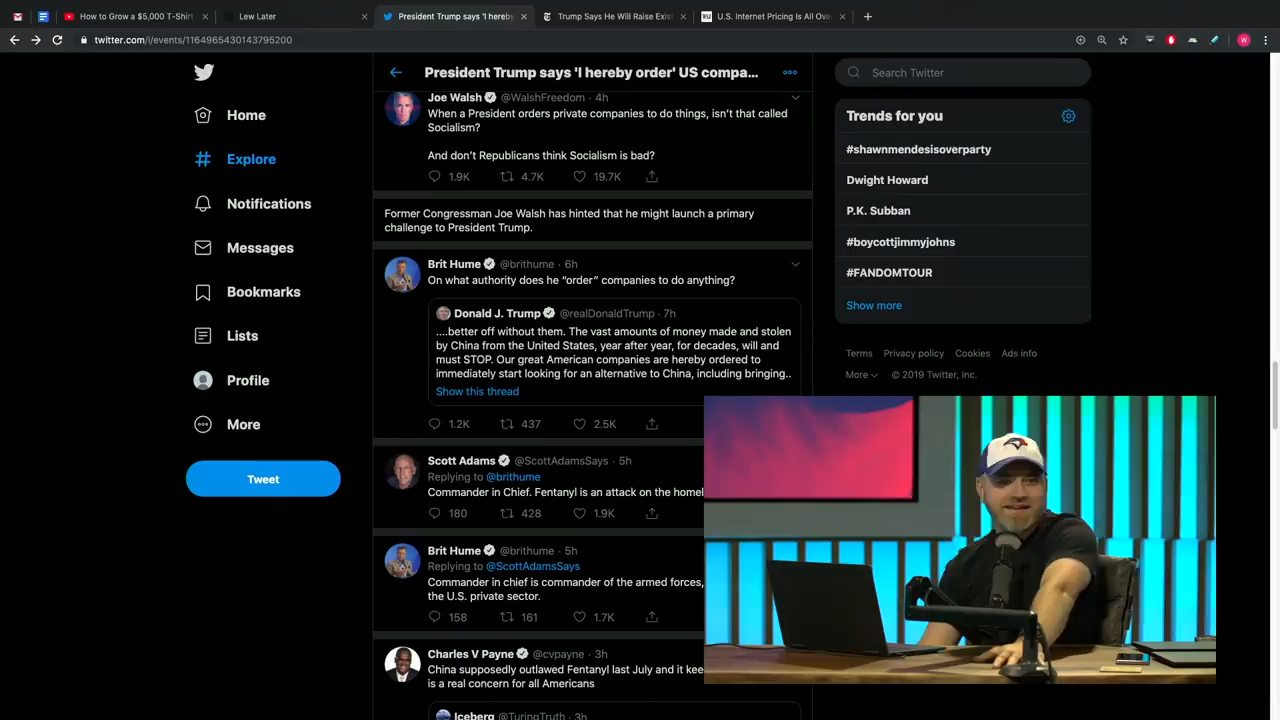 How to Grow a $5,000 T-Shirt
Lew Later
President Trump says 'I hereby
Trump Says He Will Raise Exist
U.S. Internet Pricing Is All Ove
twitter.com/i/events/1164965430143795200
W
Home
Explore
Notifications
Messages
Bookmarks
Lists
Profile
More
Tweet
President Trump says 'I hereby order' US compa...
Joe Walsh @WalshFreedom · 4h
When a President orders private companies to do things, isn't that called
Socialism?
And don't Republicans think Socialism is bad?
1.9K 4.7K 19.7K
Former Congressman Joe Walsh has hinted that he might launch a primary
challenge to President Trump.
Brit Hume @brithume · 6h
On what authority does he “order” companies to do anything?
Donald J. Trump @realDonaldTrump · 7h
....better off without them. The vast amounts of money made and stolen
by China from the United States, year after year, for decades, will and
must STOP. Our great American companies are hereby ordered to
immediately start looking for an alternative to China, including bringing..
Show this thread
1.2K 437 2.5K
Scott Adams @ScottAdamsSays · 5h
Replying to @brithume
Commander in Chief. Fentanyl is an attack on the homel
180 428 1.9K
Brit Hume @brithume · 5h
Replying to @ScottAdamsSays
Commander in chief is commander of the armed forces,
the U.S. private sector.
158 161 1.7K
Charles V Payne @cvpayne · 3h
China supposedly outlawed Fentanyl last July and it kee
is a real concern for all Americans
Iceberg @TuringTruth · 3h
Search Twitter
Trends for you
#shawnmendesisoverparty
Dwight Howard
P.K. Subban
#boycottjimmyjohns
#FANDOMTOUR
Show more
Terms Privacy policy Cookies Ads info
More © 2019 Twitter, Inc.